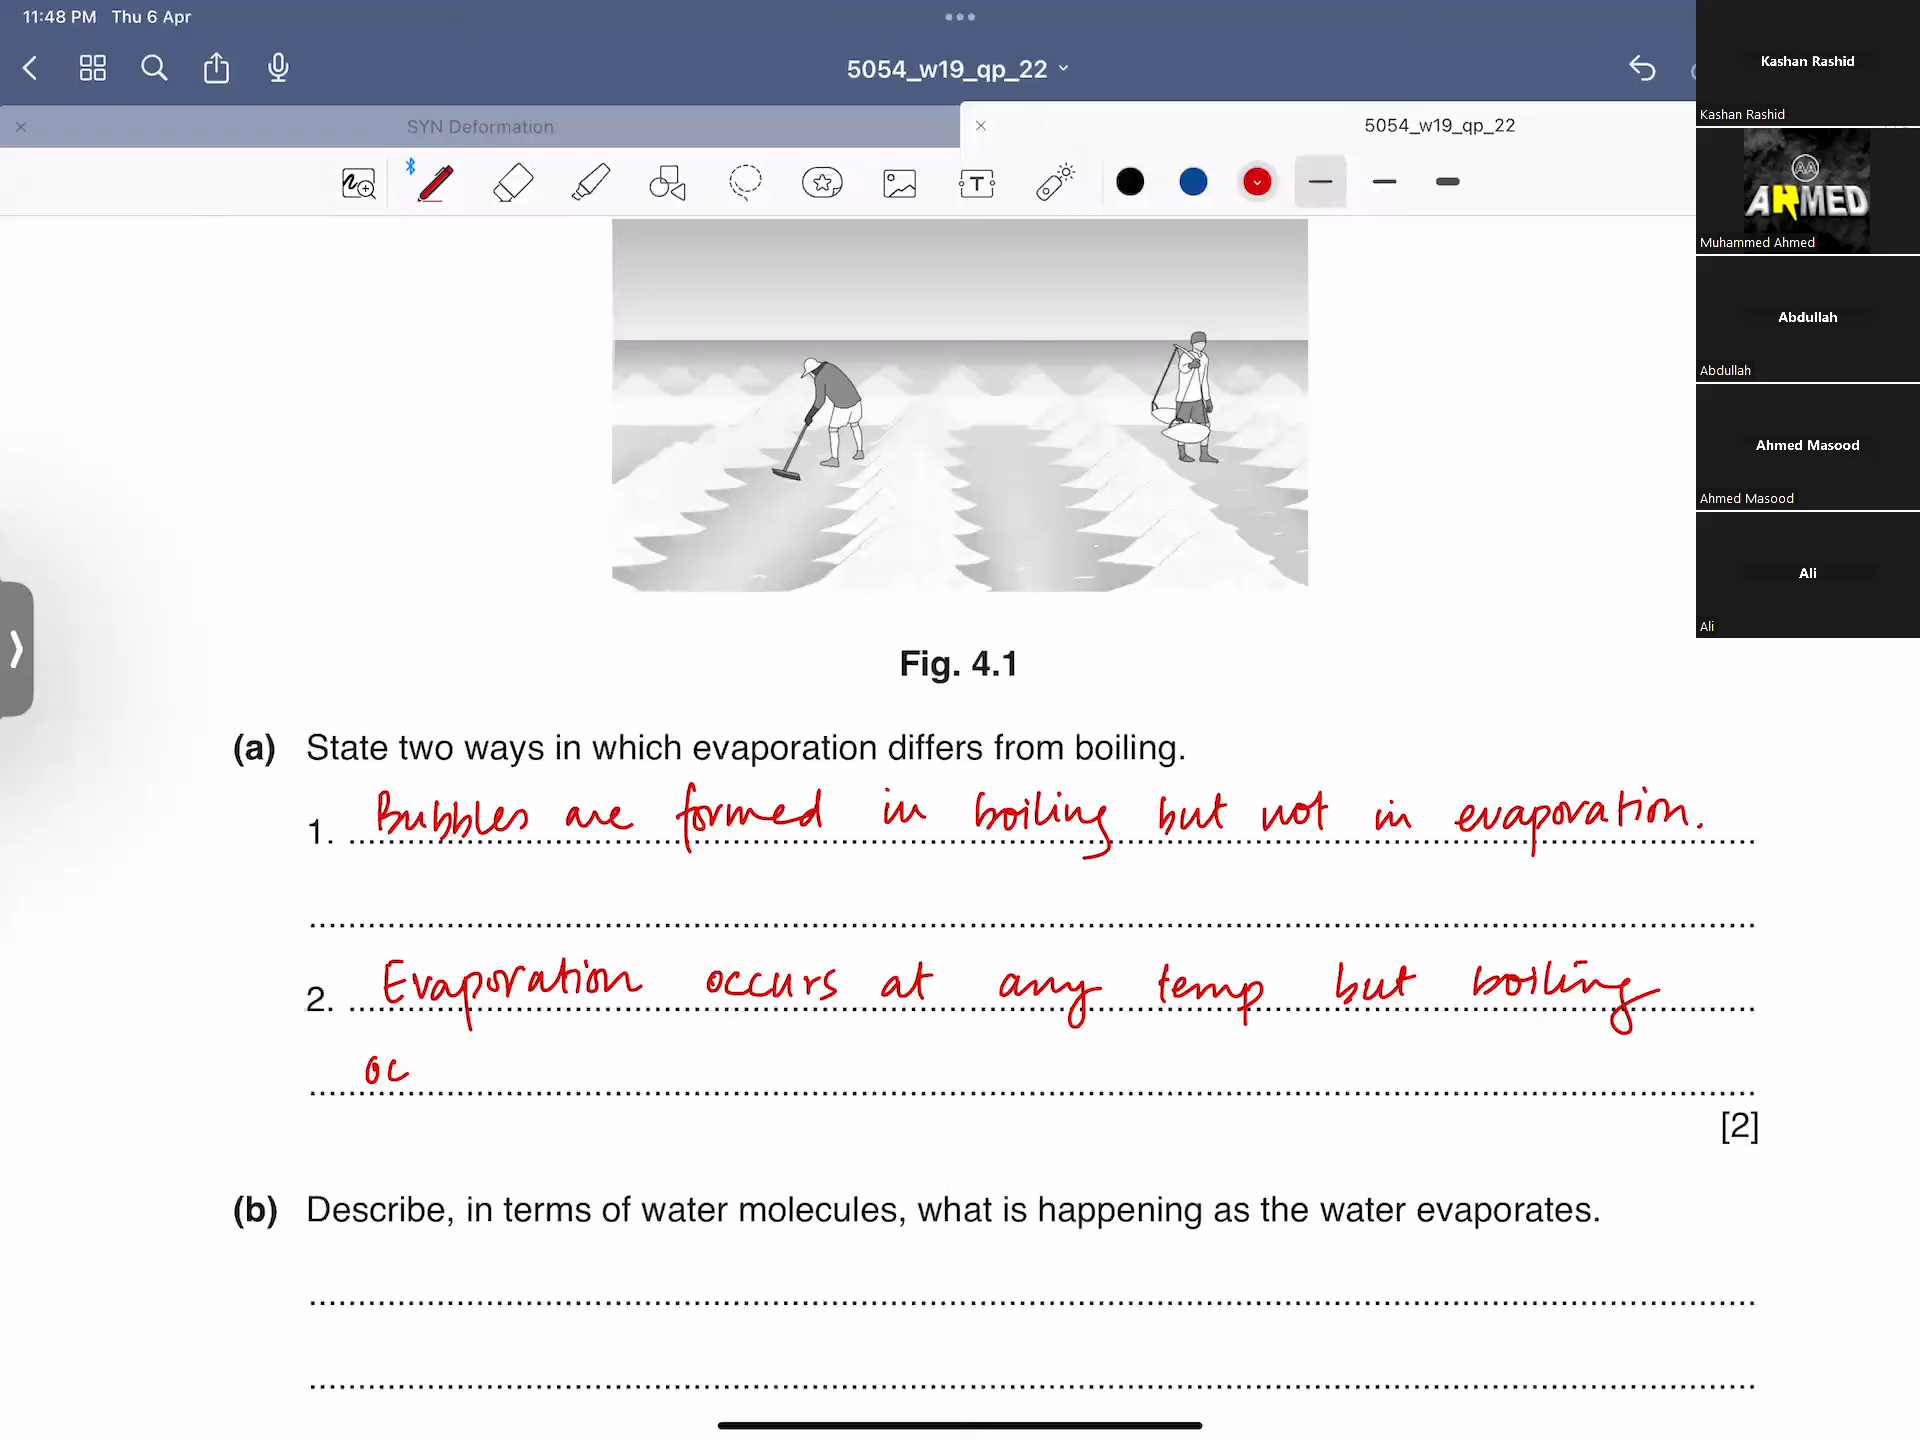 11:48 PM Thu 6 Apr
5054_w19_qp_22
SYN Deformation
5054_w19_qp_22
T
Kashan Rashid
Kashan Rashid
AA
ARMED
Muhammed Ahmed
Abdullah
Abdullah
Ahmed Masood
Ahmed Masood
Ali
Ali
Fig. 4.1
(a) State two ways in which evaporation differs from boiling.
1. Bubbles are formed in boiling but not in evaporation.
2. Evaporation occurs at any temp but boiling
oc
[2]
(b) Describe, in terms of water molecules, what is happening as the water evaporates.